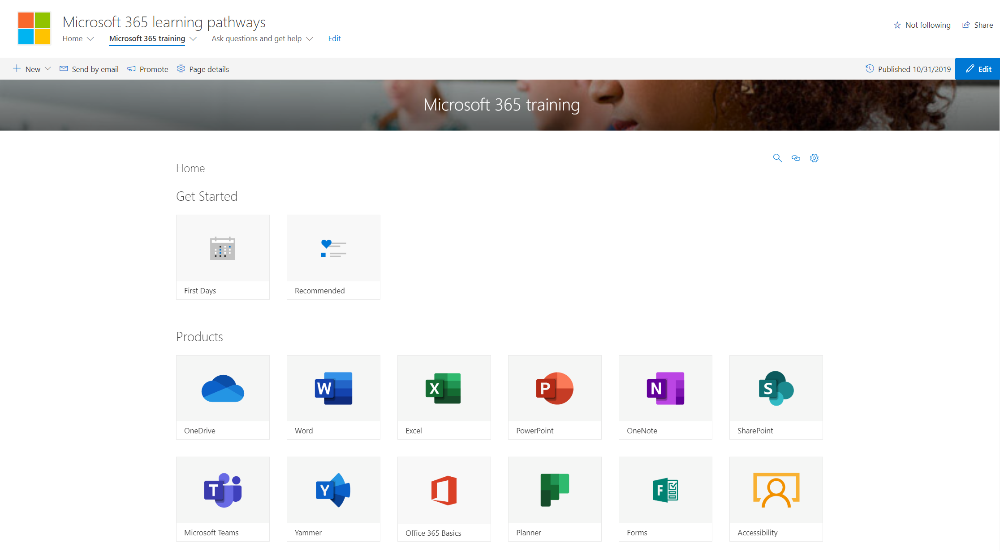 Microsoft 365 learning pathways
Not following Share
Home Microsoft 365 training Ask questions and get help Edit
New Send by email Promote Page details Published 10/31/2019 Edit
Microsoft 365 training
Home
Get Started
First Days Recommended
Products
W X P N S
OneDrive Word Excel PowerPoint OneNote SharePoint
T Y F
Microsoft Teams Yammer Office 365 Basics Planner Forms Accessibility